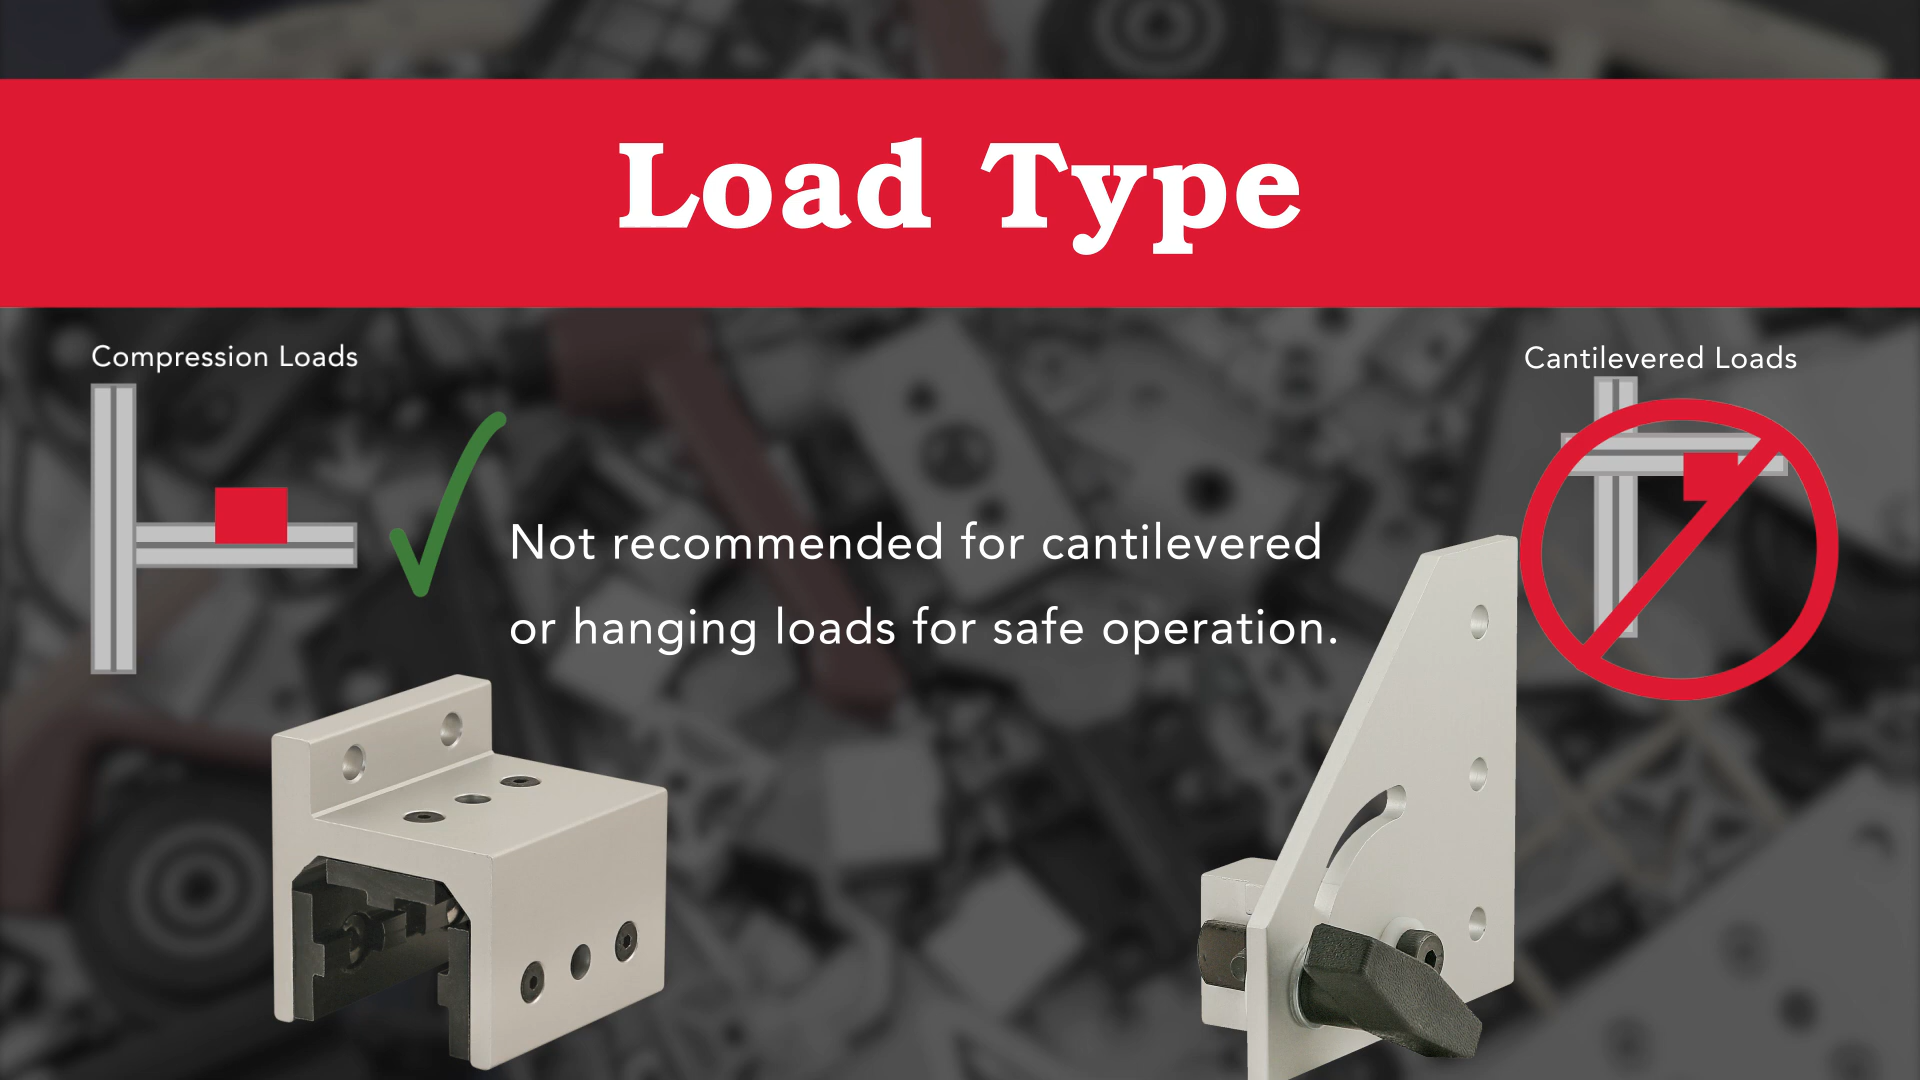 Load Type
Compression Loads
Cantilevered Loads
Not recommended for cantilevered
or hanging loads for safe operation.